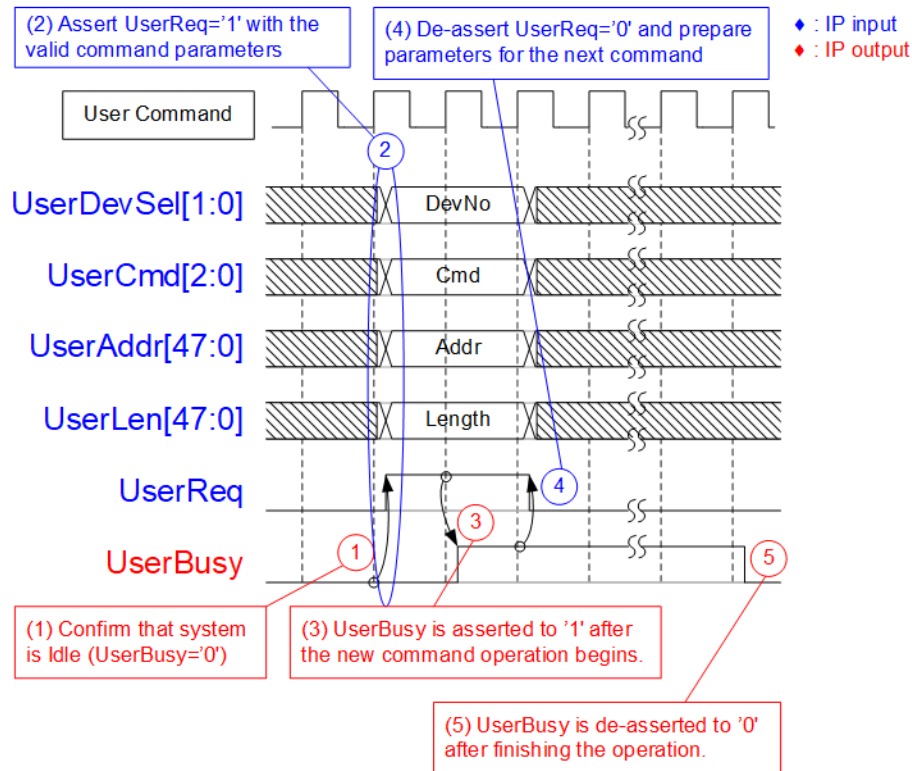 (2) Assert UserReq='1' with the
valid command parameters
(4) De-assert UserReq='0' and prepare
parameters for the next command
♦ : IP input
♦ : IP output
User Command
2
UserDevSel[1:0]
DevNo
UserCmd[2:0]
Cmd
UserAddr[47:0]
Addr
UserLen[47:0]
Length
UserReq
4
3
UserBusy
1
5
(1) Confirm that system
is Idle (UserBusy='0')
(3) UserBusy is asserted to '1' after
the new command operation begins.
(5) UserBusy is de-asserted to '0'
after finishing the operation.